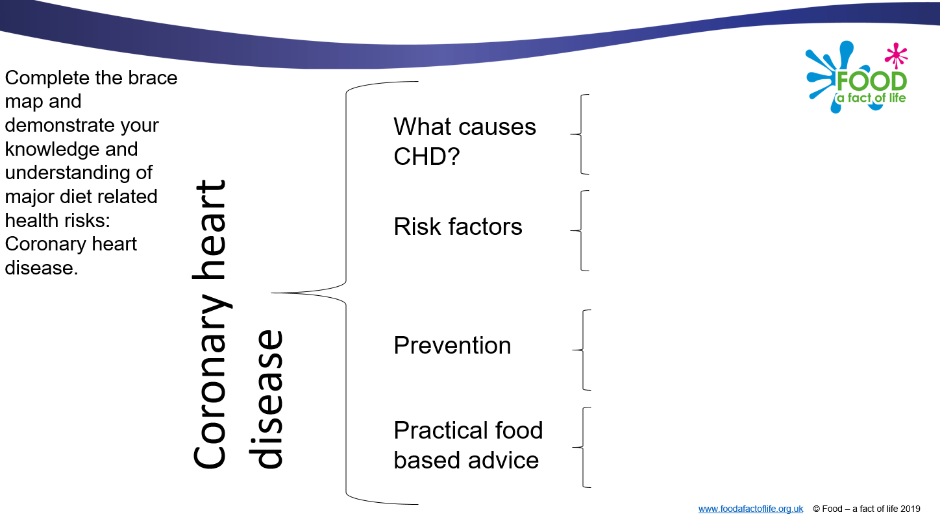 Complete the brace
map and
demonstrate your
knowledge and
understanding of
major diet related
health risks:
Coronary heart
disease.
Coronary heart
disease
What causes
CHD?
Risk factors
Prevention
Practical food
based advice
FOOD
a fact of life
www.foodafactoflife.org.uk © Food – a fact of life 2019